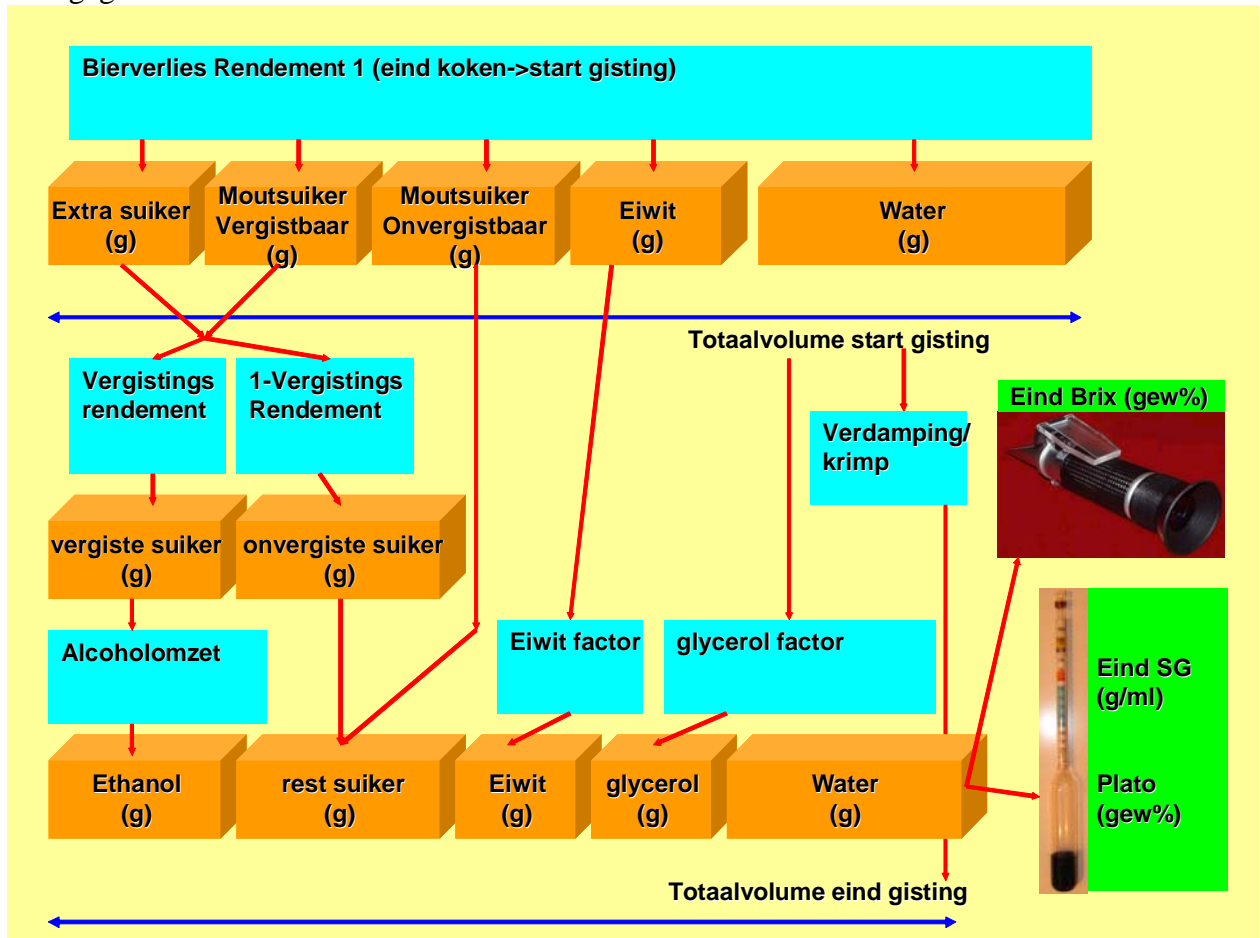 Bierverlies Rendement 1 (eind koken->start gisting)
Extra suiker
(g)
Moutsuiker
Vergistbaar
(g)
Moutsuiker
Onvergistbaar
(g)
Eiwit
(g)
Water
(g)
Totaalvolume start gisting
Vergistings
rendement
1-Vergistings
Rendement
Verdamping/
krimp
Eind Brix (gew%)
vergiste suiker
(g)
onvergiste suiker
(g)
Alcoholomzet
Eiwit factor
glycerol factor
Eind SG
(g/ml)
Plato
(gew%)
Ethanol
(g)
rest suiker
(g)
Eiwit
(g)
glycerol
(g)
Water
(g)
Totaalvolume eind gisting